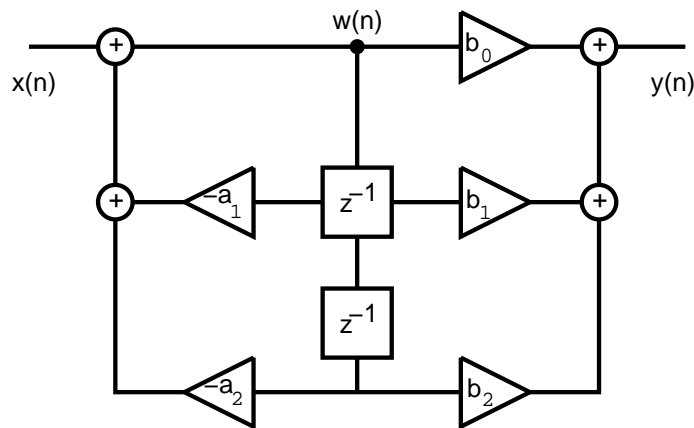 w(n)
+ b₀ +
x(n) y(n)
+ −a₁ z⁻¹ b₁ +
z⁻¹
−a₂ b₂